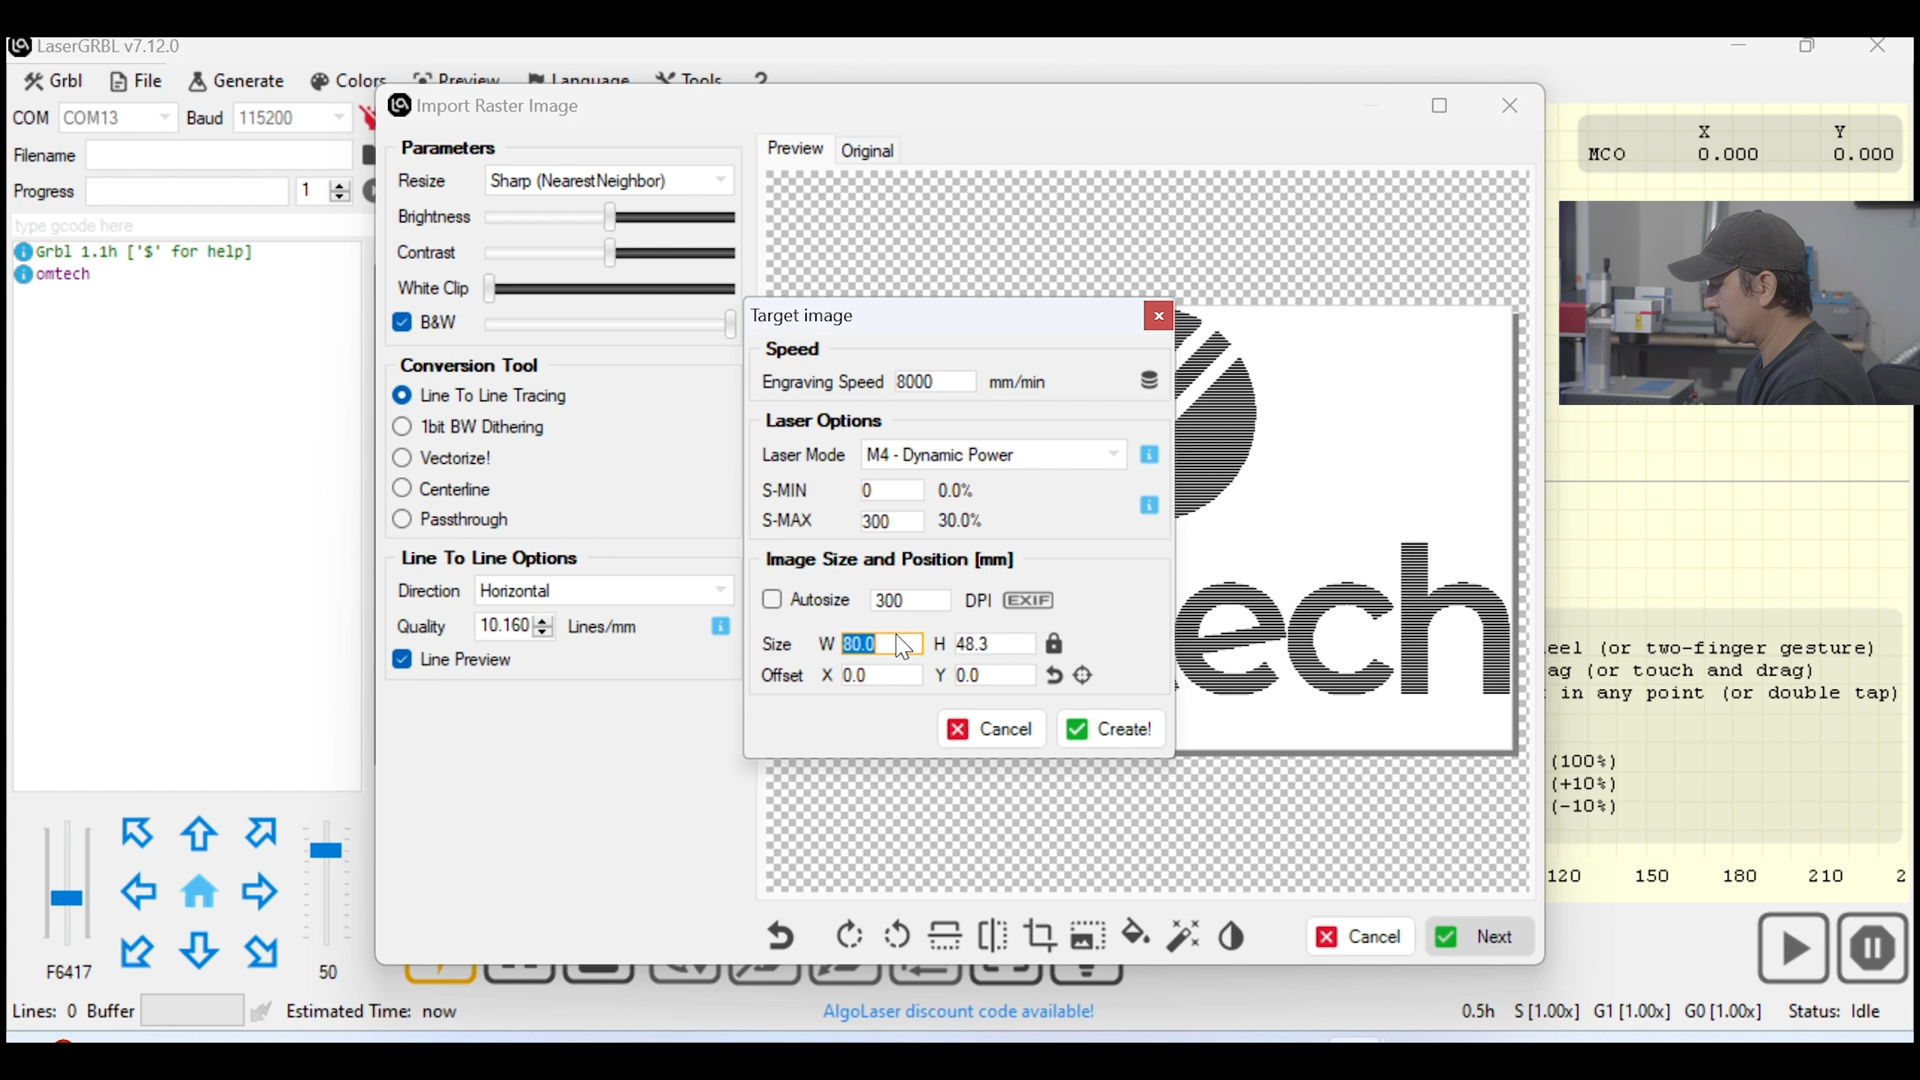 LaserGRBL v7.12.0
Grbl File Generate Colors Preview Language Tools ?
COM COM13 Baud 115200
Filename
Progress 1
type gcode here
Grbl 1.1h ['$' for help]
omtech
F6417 50
Import Raster Image
Parameters
Resize Sharp (NearestNeighbor)
Brightness
Contrast
White Clip
B&W
Conversion Tool
Line To Line Tracing
1bit BW Dithering
Vectorize!
Centerline
Passthrough
Line To Line Options
Direction Horizontal
Quality 10.160 Lines/mm
Line Preview
Preview Original
Target image
Speed
Engraving Speed 8000 mm/min
Laser Options
Laser Mode M4 - Dynamic Power
S-MIN 0 0.0%
S-MAX 300 30.0%
Image Size and Position [mm]
Autosize 300 DPI EXIF
Size W 80.0 H 48.3
Offset X 0.0 Y 0.0
Cancel Create!
ech
Cancel Next
X Y
MCO 0.000 0.000
eel (or two-finger gesture)
ag (or touch and drag)
in any point (or double tap)
(100%)
(+10%)
(-10%)
120 150 180 210 2
Lines: 0 Buffer Estimated Time: now AlgoLaser discount code available! 0.5h S [1.00x] G1 [1.00x] G0 [1.00x] Status: Idle